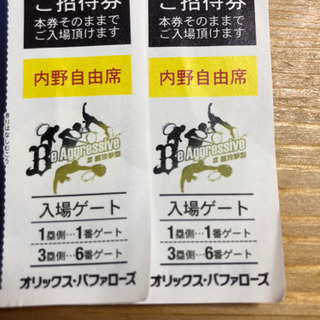 ご招待券
本券そのままで
ご入場頂けます
内野自由席
Be Aggressive
入場ゲート
1塁側…1番ゲート
3塁側…6番ゲート
オリックス・バファローズ
ご招待券
本券そのままで
ご入場頂けます
内野自由席
Be Aggressive
入場ゲート
1塁側…1番ゲート
3塁側…6番ゲート
オリックス・バファローズ